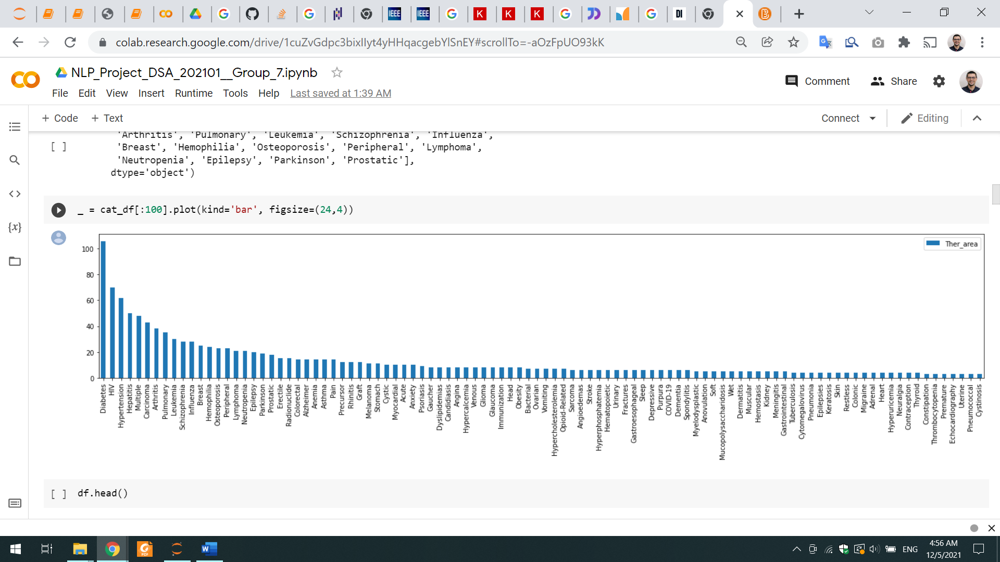 DI
colab.research.google.com/drive/1cuZvGdpc3bixIIyt4yHHqacgebYlSnEY#scrollTo=-aOzFpUO93kK
NLP_Project_DSA_202101__Group_7.ipynb
Comment
Share
File Edit View Insert Runtime Tools Help Last saved at 1:39 AM
+ Code + Text
Connect
Editing
'Arthritis', 'Pulmonary', 'Leukemia', 'Schizophrenia', 'Influenza',
[ ] 'Breast', 'Hemophilia', 'Osteoporosis', 'Peripheral', 'Lymphoma',
'Neutropenia', 'Epilepsy', 'Parkinson', 'Prostatic'],
dtype='object')
_ = cat_df[:100].plot(kind='bar', figsize=(24,4))
{x}
Ther_area
100
80
60
40
20
0
Diabetes
HIV
Hypertension
Hepatitis
Multiple
Carcinoma
Arthritis
Pulmonary
Leukemia
Schizophrenia
Influenza
Breast
Hemophilia
Osteoporosis
Peripheral
Lymphoma
Neutropenia
Epilepsy
Parkinson
Prostatic
Erectile
Radionuclide
Colorectal
Alzheimer
Anemia
Asthma
Pain
Precursor
Rhinitis
Graft
Melanoma
Stomach
Cystic
Myocardial
Acute
Anxiety
Psoriasis
Gaucher
Dyslipidemias
Candidiasis
Angina
Hypercalcemia
Venous
Glioma
Glaucoma
Immunization
Head
Obesity
Bacterial
Ovarian
Vomiting
Hypercholesterolemia
Opioid-Related
Sarcoma
Angioedemas
Stroke
Hyperphosphatemia
Hematopoietic
Urinary
Fractures
Gastroesophageal
Sleep
Depressive
Purpura
COVID-19
Dementia
Spondylitis
Myelodysplastic
Anovulation
Soft
Mucopolysaccharidosis
Wet
Dermatitis
Muscular
Hemostasis
Kidney
Meningitis
Gastrointestinal
Tuberculosis
Cytomegalovirus
Pneumonia
Epilepsies
Keratosis
Skin
Restless
Colonic
Migraine
Adrenal
Heart
Hyperuricemia
Neuralgia
Contraception
Thyroid
Constipation
Thrombocytopenia
Premature
Echocardiography
Uterine
Pneumococcal
Cystinosis
[ ] df.head()
ENG
4:56 AM
12/5/2021